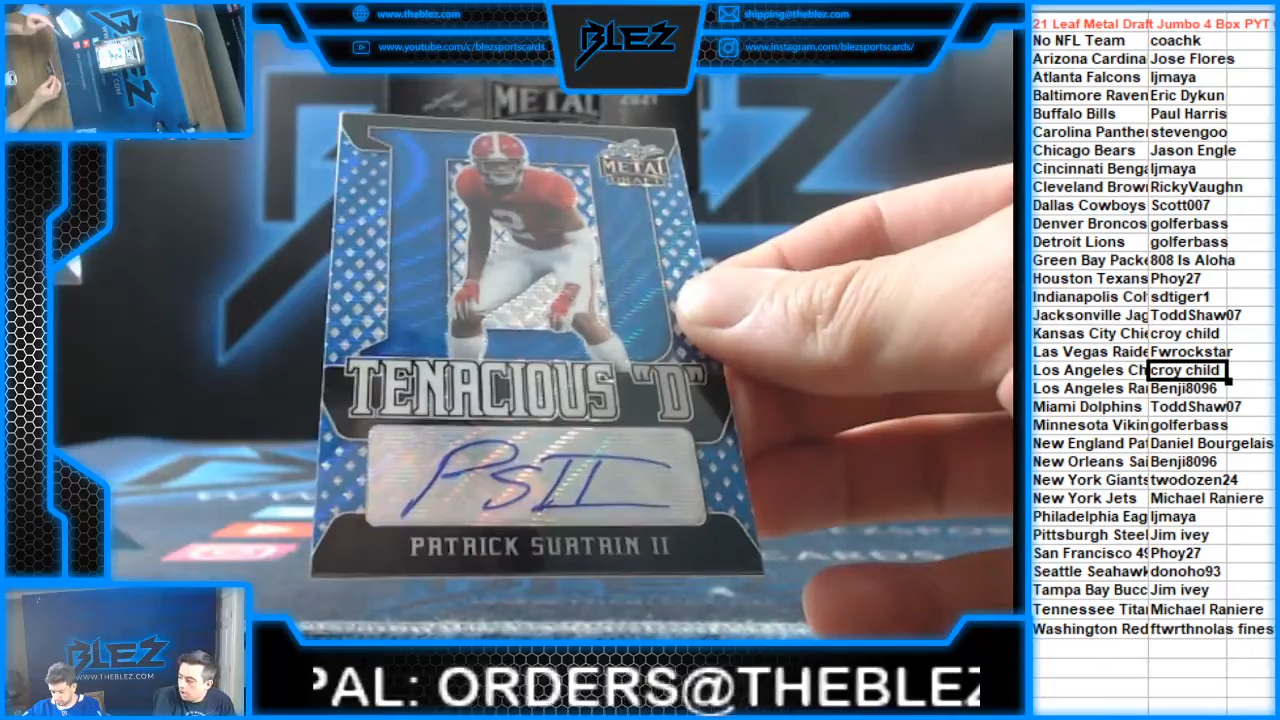 www.theblez.com
shipping@theblez.com
www.youtube.com/c/blezsportscards
www.instagram.com/blezsportscards/
BLEZ
METAL
2021
METAL
DRAFT
2
TENACIOUS "D"
PSII
PATRICK SURTAIN II
BLEZ
WWW.THEBLEZ.COM
PAL: ORDERS@THEBLEZ
21 Leaf Metal Draft Jumbo 4 Box PYT
No NFL Team coachk
Arizona Cardina Jose Flores
Atlanta Falcons ljmaya
Baltimore Raven Eric Dykun
Buffalo Bills Paul Harris
Carolina Panthe stevengoo
Chicago Bears Jason Engle
Cincinnati Benga ljmaya
Cleveland Brow RickyVaughn
Dallas Cowboys Scott007
Denver Broncos golferbass
Detroit Lions golferbass
Green Bay Packe 808 Is Aloha
Houston Texans Phoy27
Indianapolis Col sdtiger1
Jacksonville Jag ToddShaw07
Kansas City Chie croy child
Las Vegas Raide Fwrockstar
Los Angeles Ch croy child
Los Angeles Ra Benji8096
Miami Dolphins ToddShaw07
Minnesota Vikin golferbass
New England Pat Daniel Bourgelais
New Orleans Sai Benji8096
New York Giants twodozen24
New York Jets Michael Raniere
Philadelphia Eag ljmaya
Pittsburgh Steel Jim ivey
San Francisco 49 Phoy27
Seattle Seahawk donoho93
Tampa Bay Bucc Jim ivey
Tennessee Titan Michael Raniere
Washington Red ftwrthnolas fines